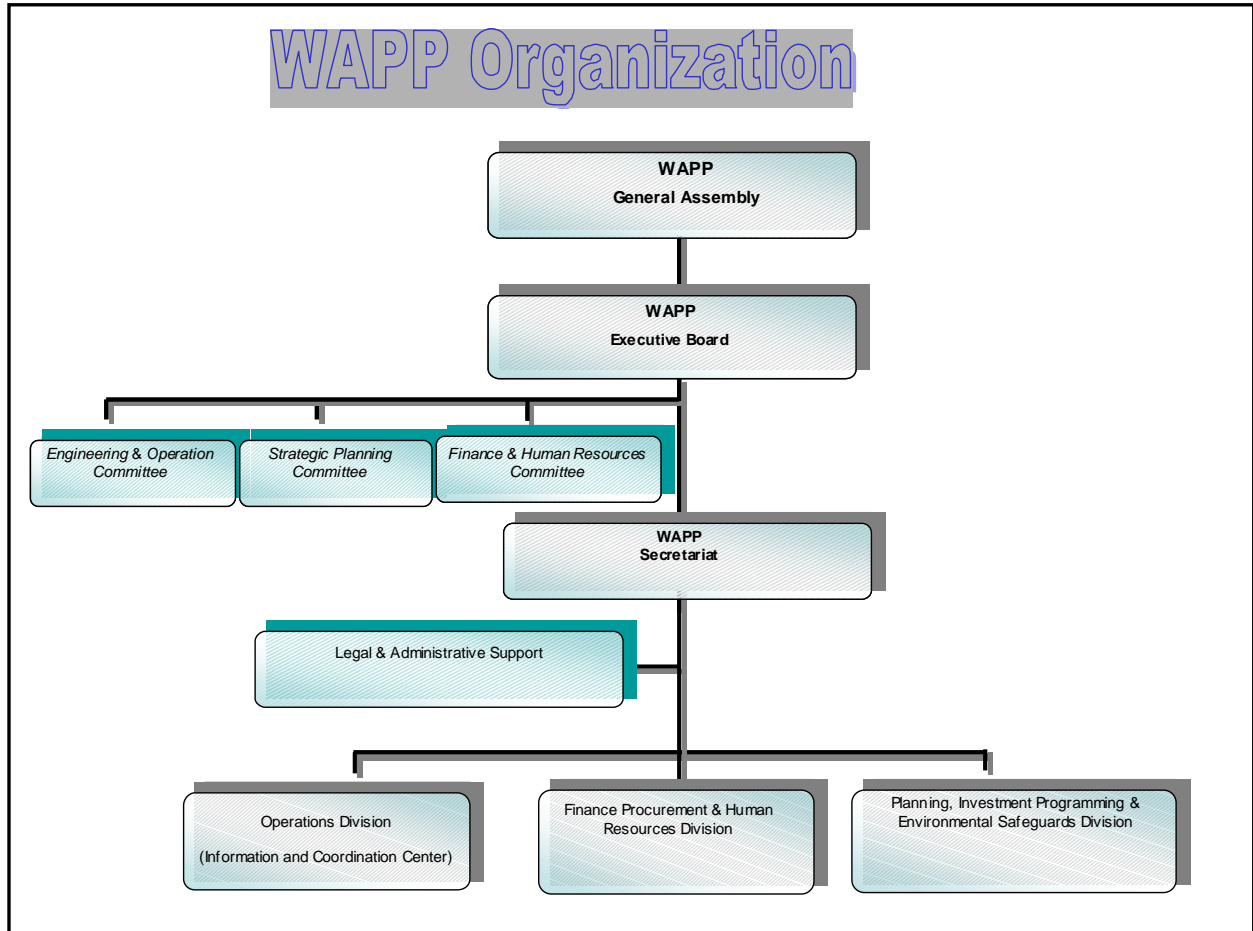 WAPP Organization
WAPP
General Assembly
WAPP
Executive Board
Engineering & Operation
Committee
Strategic Planning
Committee
Finance & Human Resources
Committee
WAPP
Secretariat
Legal & Administrative Support
Operations Division
(Information and Coordination Center)
Finance Procurement & Human
Resources Division
Planning, Investment Programming &
Environmental Safeguards Division